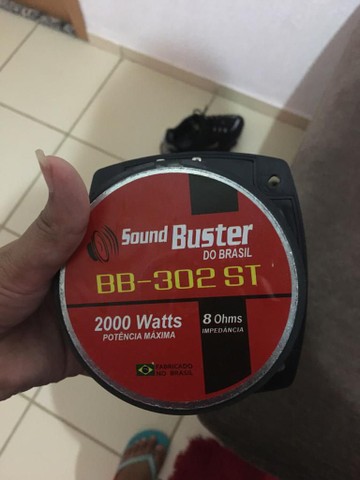 Sound Buster
DO BRASIL
BB-302 ST
2000 Watts
POTÊNCIA MÁXIMA
8 Ohms
IMPEDÂNCIA
FABRICADO
NO BRASIL